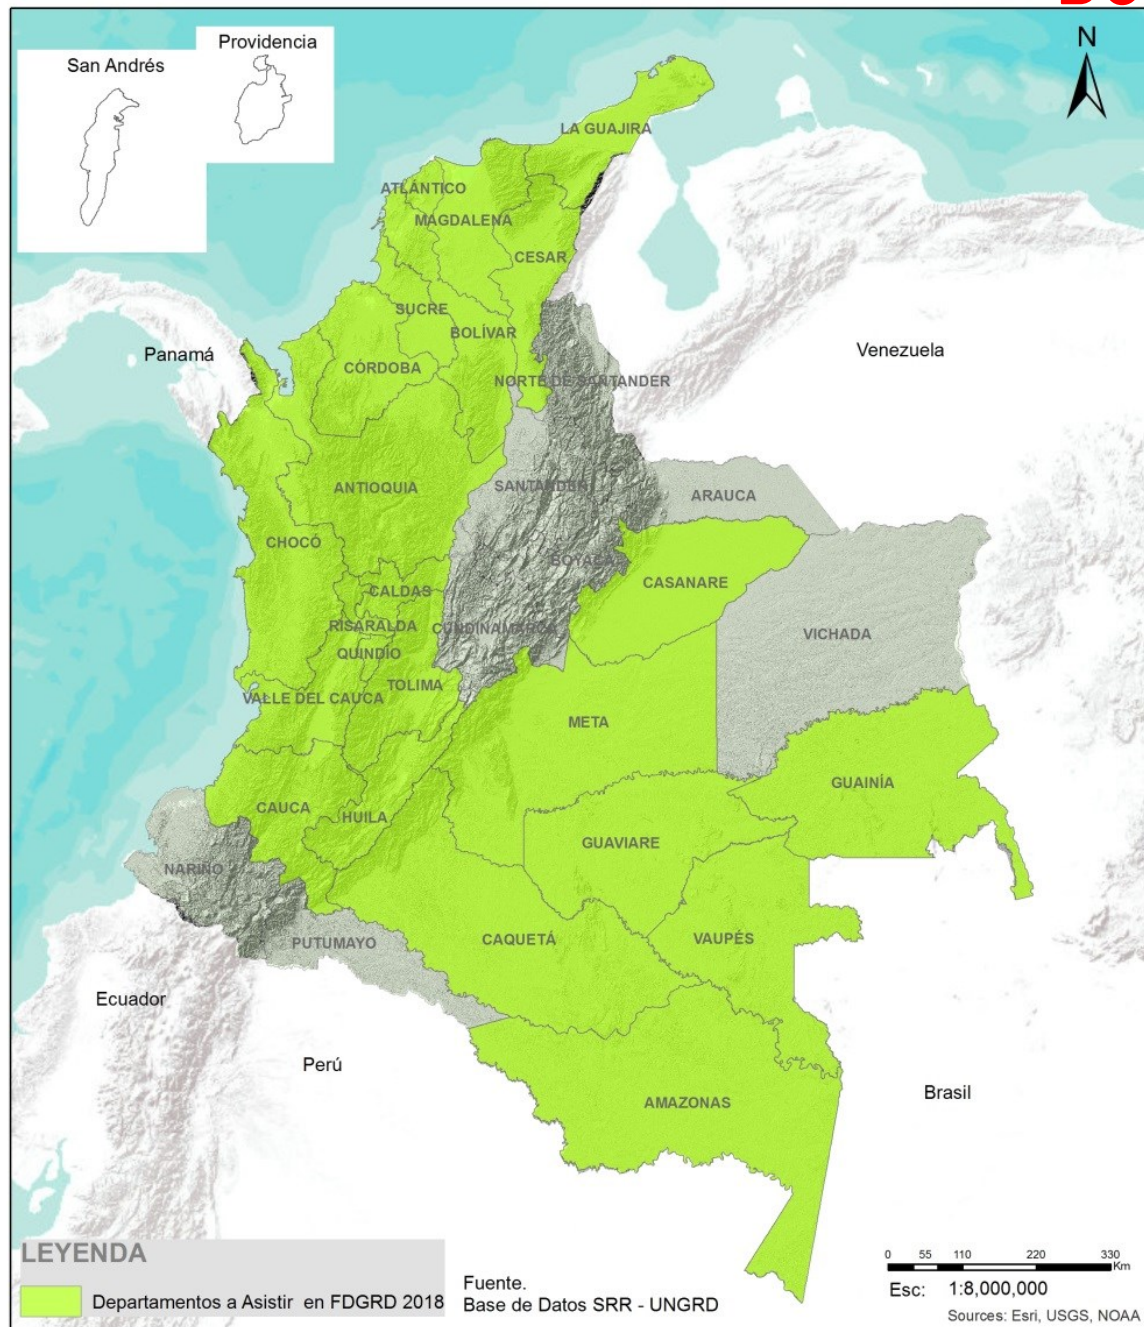 Providencia
San Andrés
N
LA GUAJIRA
ATLÁNTICO
MAGDALENA
CESAR
SUCRE
BOLÍVAR
Panamá
Venezuela
CÓRDOBA
NORTE DE SANTANDER
ANTIOQUIA
SANTANDER
ARAUCA
CHOCÓ
BOYACÁ
CASANARE
CALDAS
RISARALDA
CUNDINAMARCA
VICHADA
QUINDÍO
TOLIMA
VALLE DEL CAUCA
META
GUAINÍA
CAUCA
HUILA
GUAVIARE
NARIÑO
PUTUMAYO
CAQUETÁ
VAUPÉS
Ecuador
Perú
Brasil
AMAZONAS
LEYENDA
Departamentos a Asistir en FDGRD 2018
Fuente.
Base de Datos SRR - UNGRD
0 55 110 220 330
Km
Esc: 1:8,000,000
Sources: Esri, USGS, NOAA